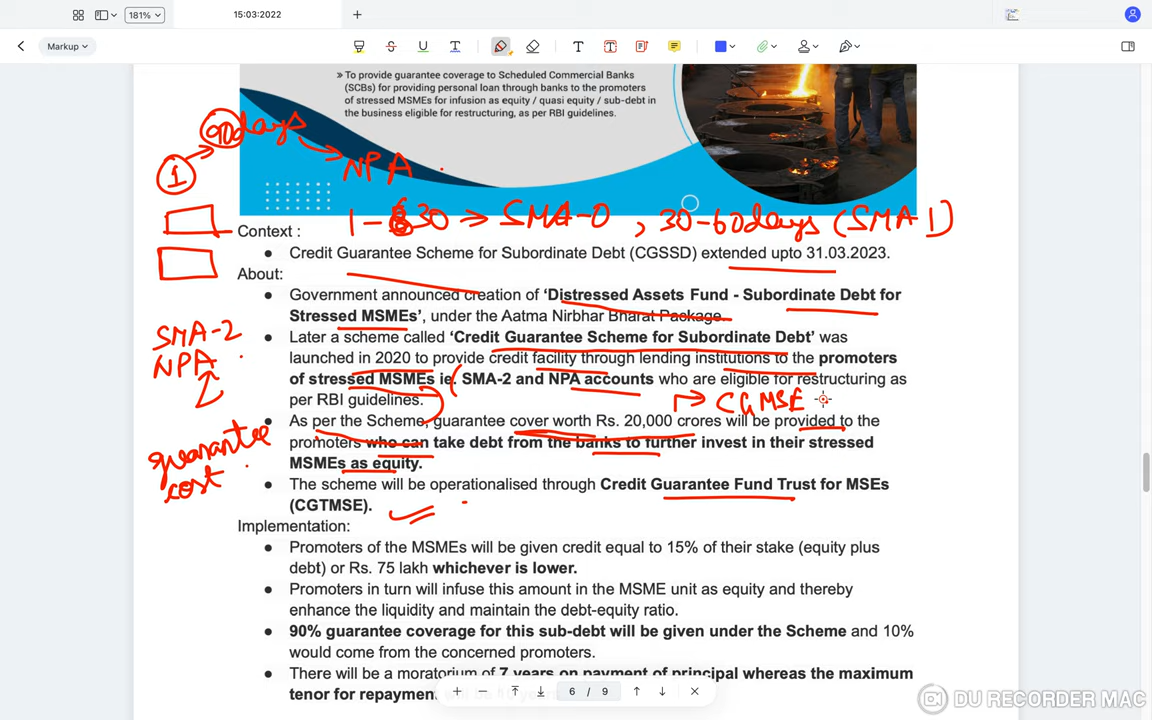 181%
15:03:2022
Markup
» To provide guarantee coverage to Scheduled Commercial Banks
(SCBs) for providing personal loan through banks to the promoters
of stressed MSMEs for infusion as equity / quasi equity / sub-debt in
the business eligible for restructuring, as per RBI guidelines.
90 days
1
NPA
1 - 30 → SMA-0, 30-60 days (SMA 1)
Context :
● Credit Guarantee Scheme for Subordinate Debt (CGSSD) extended upto 31.03.2023.
About:
● Government announced creation of ‘Distressed Assets Fund - Subordinate Debt for
Stressed MSMEs’, under the Aatma Nirbhar Bharat Package.
● Later a scheme called ‘Credit Guarantee Scheme for Subordinate Debt’ was
launched in 2020 to provide credit facility through lending institutions to the promoters
of stressed MSMEs ie. SMA-2 and NPA accounts who are eligible for restructuring as
per RBI guidelines.
SMA-2
NPA
CGMSE
● As per the Scheme, guarantee cover worth Rs. 20,000 crores will be provided to the
promoters who can take debt from the banks to further invest in their stressed
MSMEs as equity.
guarantee
cost
● The scheme will be operationalised through Credit Guarantee Fund Trust for MSEs
(CGTMSE).
Implementation:
● Promoters of the MSMEs will be given credit equal to 15% of their stake (equity plus
debt) or Rs. 75 lakh whichever is lower.
● Promoters in turn will infuse this amount in the MSME unit as equity and thereby
enhance the liquidity and maintain the debt-equity ratio.
● 90% guarantee coverage for this sub-debt will be given under the Scheme and 10%
would come from the concerned promoters.
● There will be a moratorium of 7 years on payment of principal whereas the maximum
tenor for repayment
6 / 9
DU RECORDER MAC